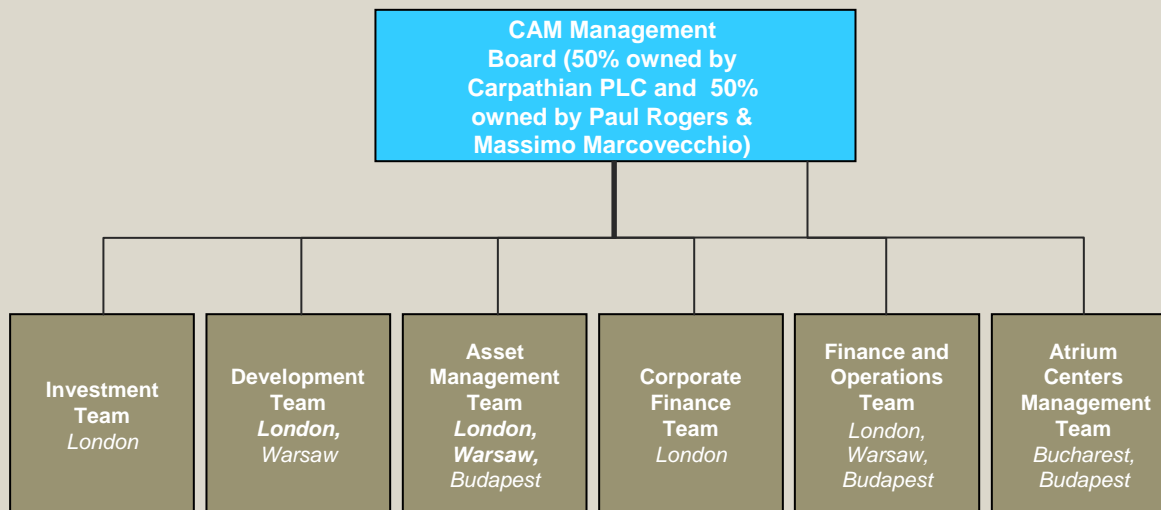 CAM Management
Board (50% owned by
Carpathian PLC and 50%
owned by Paul Rogers &
Massimo Marcovecchio)
Investment
Team
London
Development
Team
London,
Warsaw
Asset
Management
Team
London,
Warsaw,
Budapest
Corporate
Finance
Team
London
Finance and
Operations
Team
London,
Warsaw,
Budapest
Atrium
Centers
Management
Team
Bucharest,
Budapest